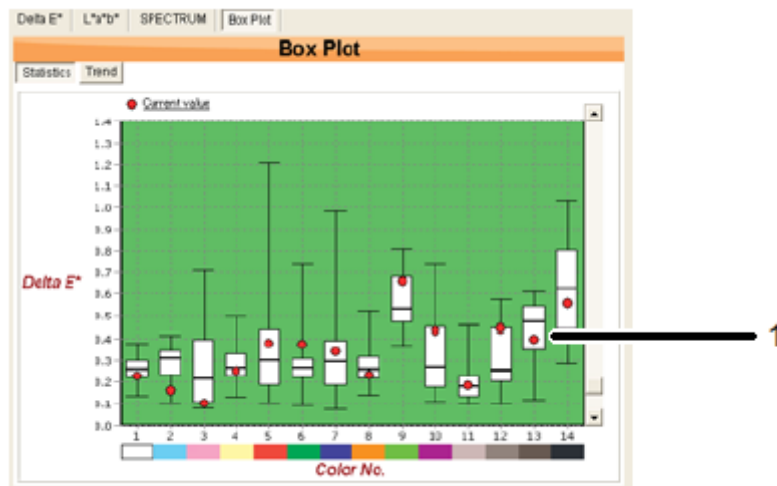 Delta E* L*a*b* SPECTRUM Box Plot
Box Plot
Statistics Trend
Current value
1.4
1.3
1.2
1.1
1.0
0.9
0.8
0.7
0.6
0.5
0.4
0.3
0.2
0.1
0.0
Delta E*
1
1 2 3 4 5 6 7 8 9 10 11 12 13 14
Color No.